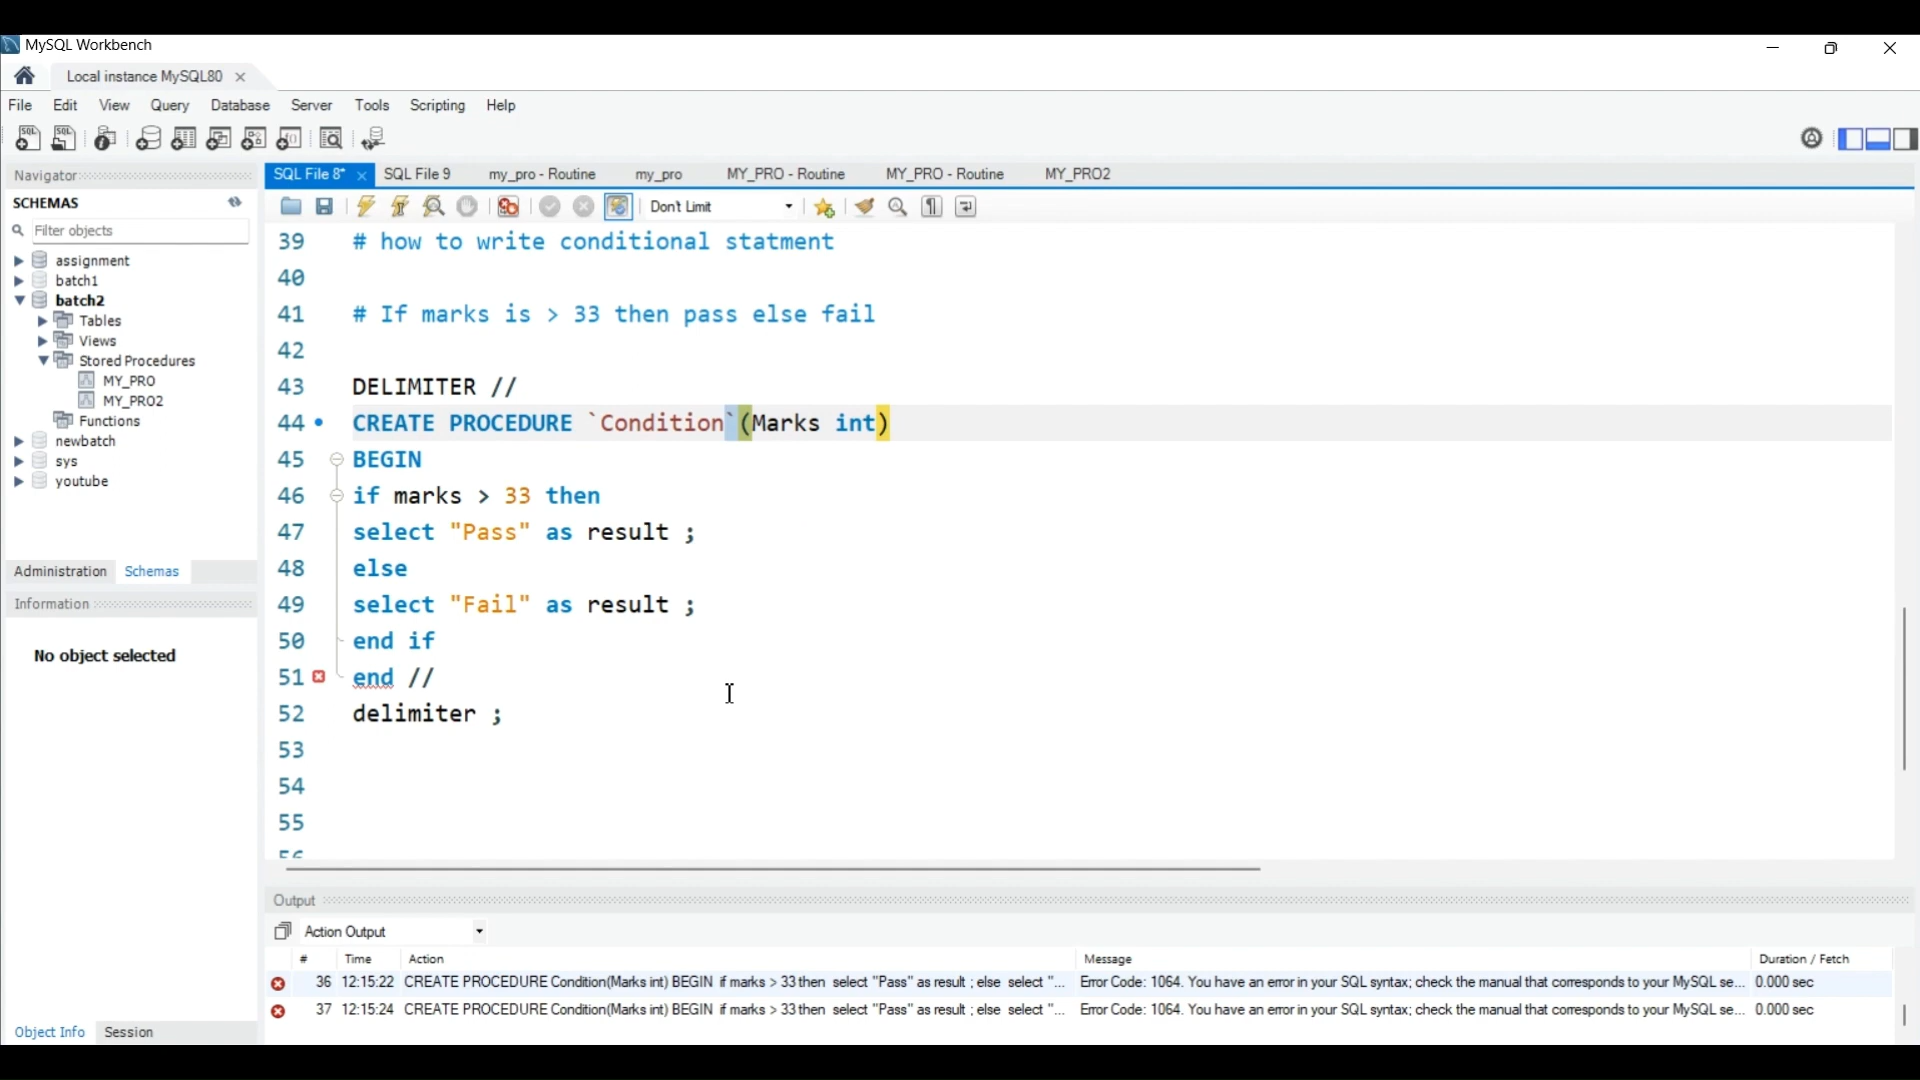 MySQL Workbench
Local instance MySQL80
File Edit View Query Database Server Tools Scripting Help
Navigator
SCHEMAS
Filter objects
assignment
batch1
batch2
Tables
Views
Stored Procedures
MY_PRO
MY_PRO2
Functions
newbatch
sys
youtube
Administration Schemas
Information
No object selected
Object Info Session
SQL File 8* SQL File 9 my_pro - Routine my_pro MY_PRO - Routine MY_PRO - Routine MY_PRO2
Don't Limit
39 # how to write conditional statment
40
41 # If marks is > 33 then pass else fail
42
43 DELIMITER //
44 CREATE PROCEDURE `Condition`(Marks int)
45 BEGIN
46 if marks > 33 then
47 select "Pass" as result ;
48 else
49 select "Fail" as result ;
50 end if
51 end //
52 delimiter ;
53
54
55
56
Output
Action Output
# Time Action Message Duration / Fetch
36 12:15:22 CREATE PROCEDURE Condition(Marks int) BEGIN if marks > 33 then select "Pass" as result ; else select "... Error Code: 1064. You have an error in your SQL syntax; check the manual that corresponds to your MySQL se... 0.000 sec
37 12:15:24 CREATE PROCEDURE Condition(Marks int) BEGIN if marks > 33 then select "Pass" as result ; else select "... Error Code: 1064. You have an error in your SQL syntax; check the manual that corresponds to your MySQL se... 0.000 sec